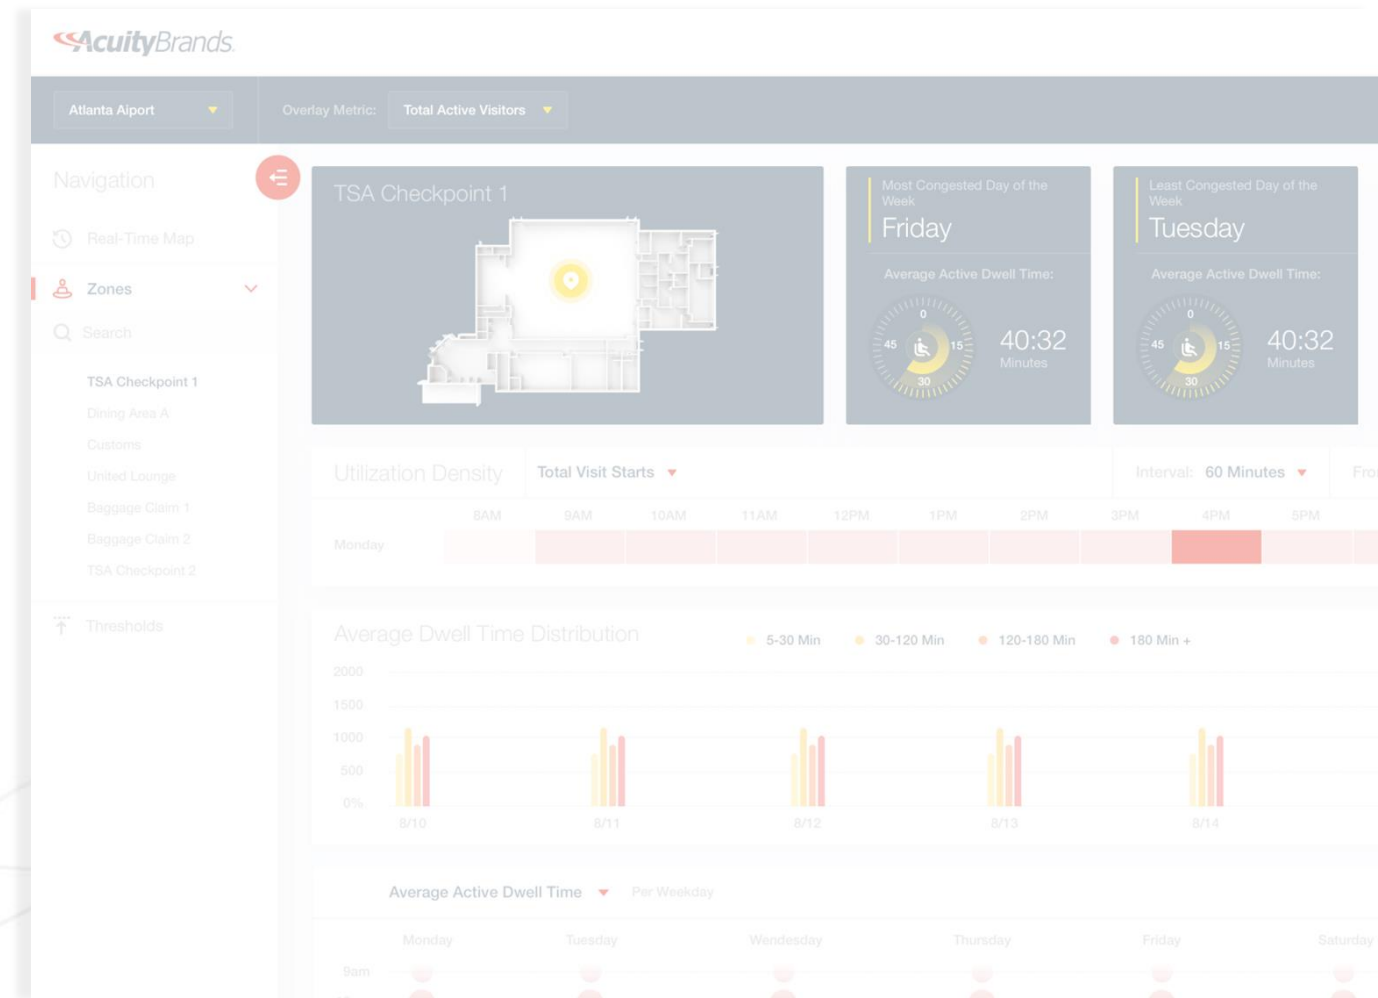 AcuityBrands.
Atlanta Aiport
Overlay Metric: Total Active Visitors
Navigation
Real-Time Map
Zones
Search
TSA Checkpoint 1
Dining Area A
Customs
United Lounge
Baggage Claim 1
Baggage Claim 2
TSA Checkpoint 2
Thresholds
TSA Checkpoint 1
Most Congested Day of the
Week
Friday
Average Active Dwell Time:
0
45 15
30
40:32
Minutes
Least Congested Day of the
Week
Tuesday
Average Active Dwell Time:
0
45 15
30
40:32
Minutes
Utilization Density Total Visit Starts Interval: 60 Minutes
8AM 9AM 10AM 11AM 12PM 1PM 2PM 3PM 4PM 5PM
Monday
Average Dwell Time Distribution 5-30 Min 30-120 Min 120-180 Min 180 Min +
2000
1500
1000
500
0%
8/10 8/11 8/12 8/13 8/14
Average Active Dwell Time Per Weekday
Monday Tuesday Wendesday Thursday Friday Saturday
9am